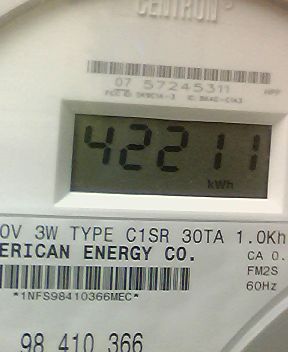 CENTRON
07 57245311
42211
kWh
0V 3W TYPE C1SR 30TA 1.0Kh
ERICAN ENERGY CO.
CA 0.
FM2S
*1NFS98410366MEC*
60Hz
98 410 366